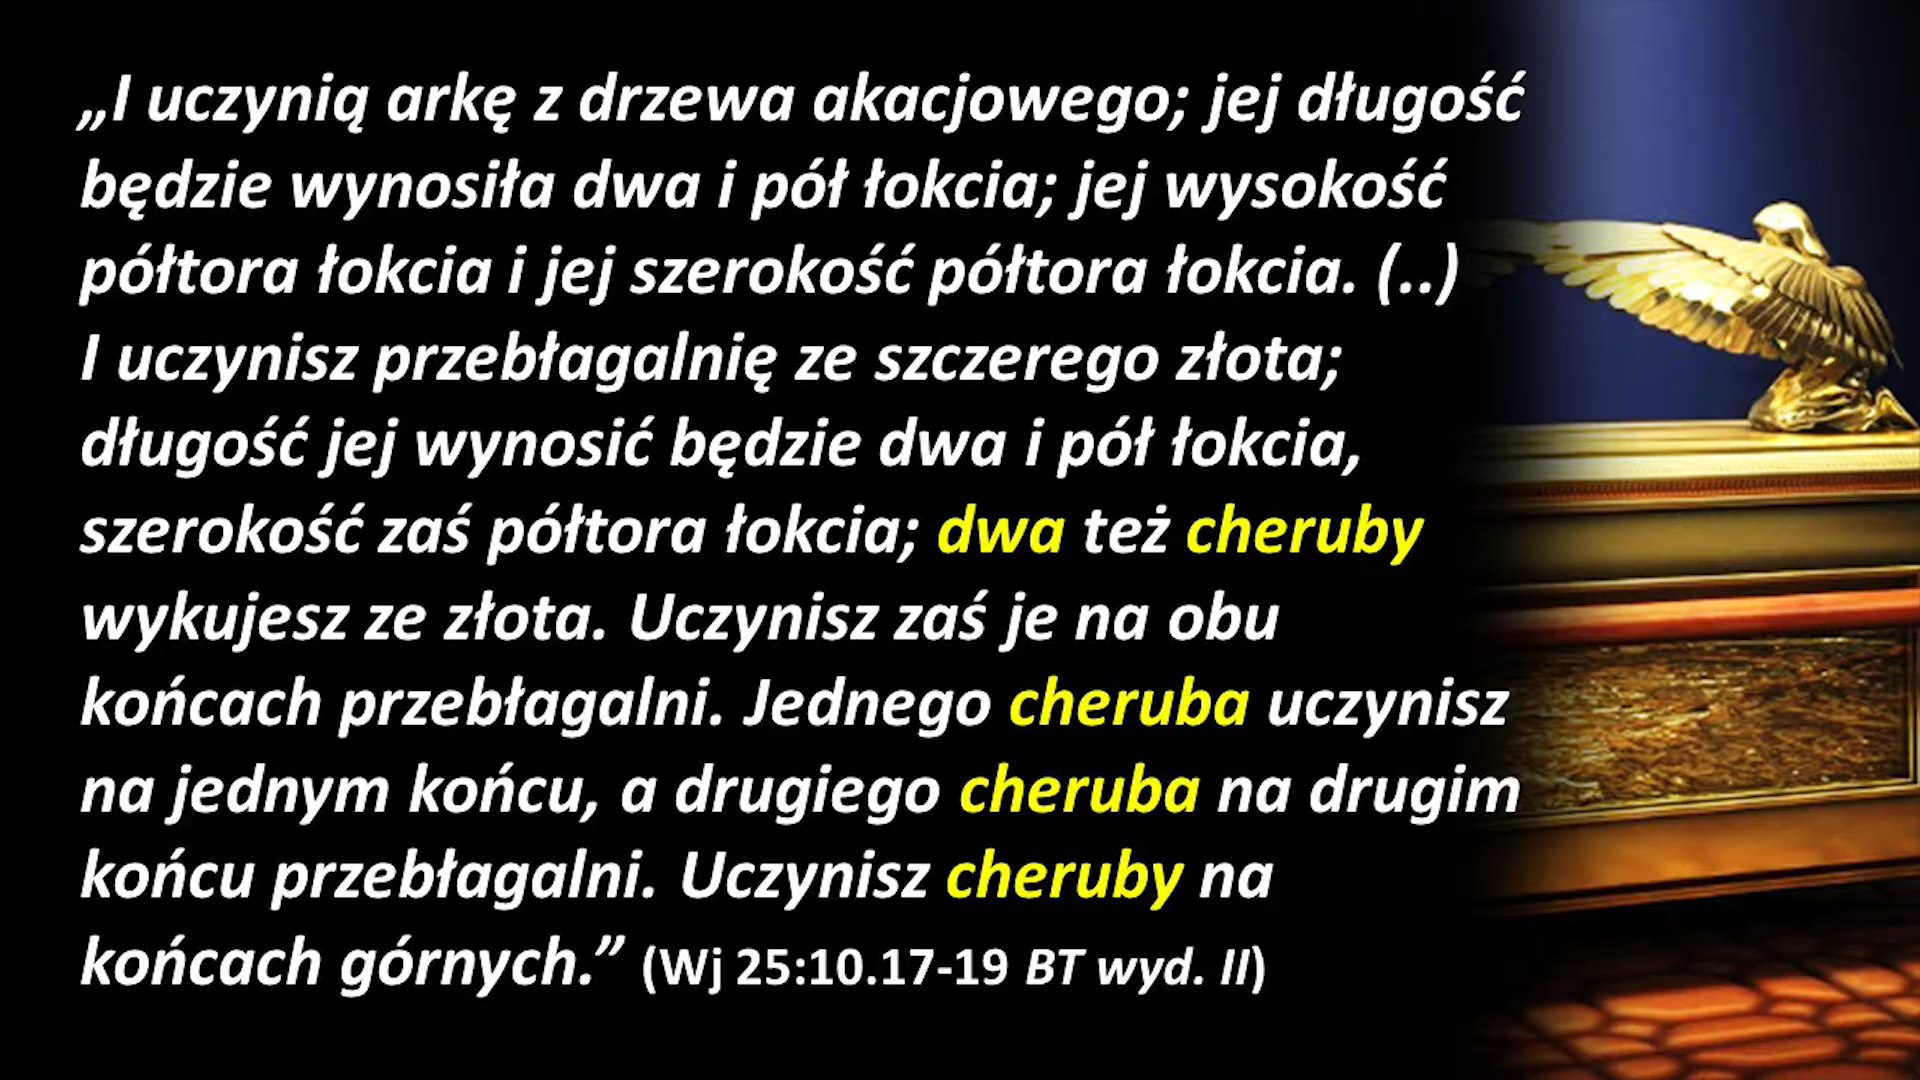 „I uczynią arkę z drzewa akacjowego; jej długość
będzie wynosiła dwa i pół łokcia; jej wysokość
półtora łokcia i jej szerokość półtora łokcia. (..)
I uczynisz przebłagalnię ze szczerego złota;
długość jej wynosić będzie dwa i pół łokcia,
szerokość zaś półtora łokcia; dwa też cheruby
wykujesz ze złota. Uczynisz zaś je na obu
końcach przebłagalni. Jednego cheruba uczynisz
na jednym końcu, a drugiego cheruba na drugim
końcu przebłagalni. Uczynisz cheruby na
końcach górnych.” (Wj 25:10.17-19 BT wyd. II)